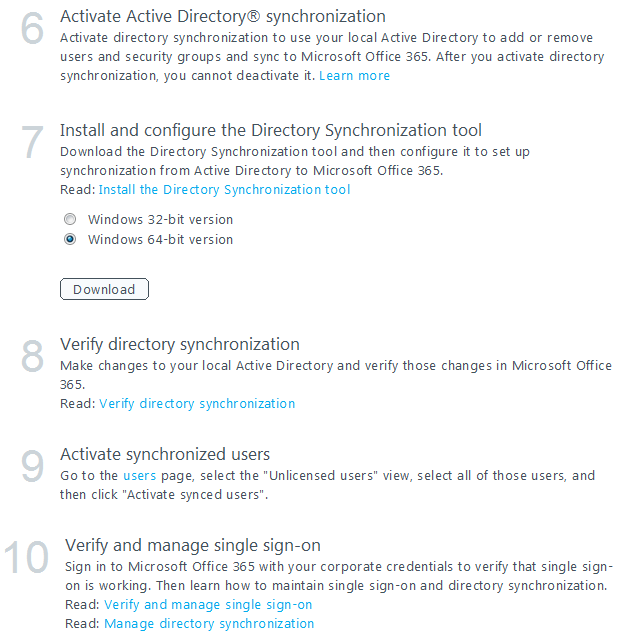 6 Activate Active Directory® synchronization
Activate directory synchronization to use your local Active Directory to add or remove
users and security groups and sync to Microsoft Office 365. After you activate directory
synchronization, you cannot deactivate it. Learn more
7 Install and configure the Directory Synchronization tool
Download the Directory Synchronization tool and then configure it to set up
synchronization from Active Directory to Microsoft Office 365.
Read: Install the Directory Synchronization tool
Windows 32-bit version
Windows 64-bit version
Download
8 Verify directory synchronization
Make changes to your local Active Directory and verify those changes in Microsoft Office
365.
Read: Verify directory synchronization
9 Activate synchronized users
Go to the users page, select the "Unlicensed users" view, select all of those users, and
then click "Activate synced users".
10 Verify and manage single sign-on
Sign in to Microsoft Office 365 with your corporate credentials to verify that single sign-
on is working. Then learn how to maintain single sign-on and directory synchronization.
Read: Verify and manage single sign-on
Read: Manage directory synchronization